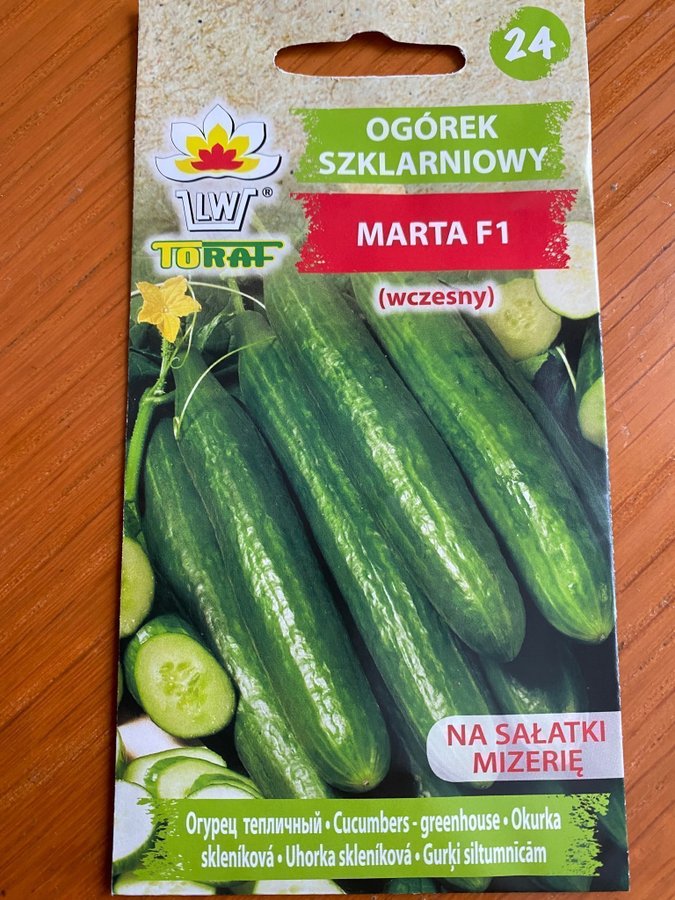 24
OGÓREK
SZKLARNIOWY
LW®
TORAF
MARTA F1
(wczesny)
NA SAŁATKI
MIZERIĘ
Огурец тепличный • Cucumbers - greenhouse • Okurka
skleníková • Uhorka skleníková • Gurķi siltumnīcām